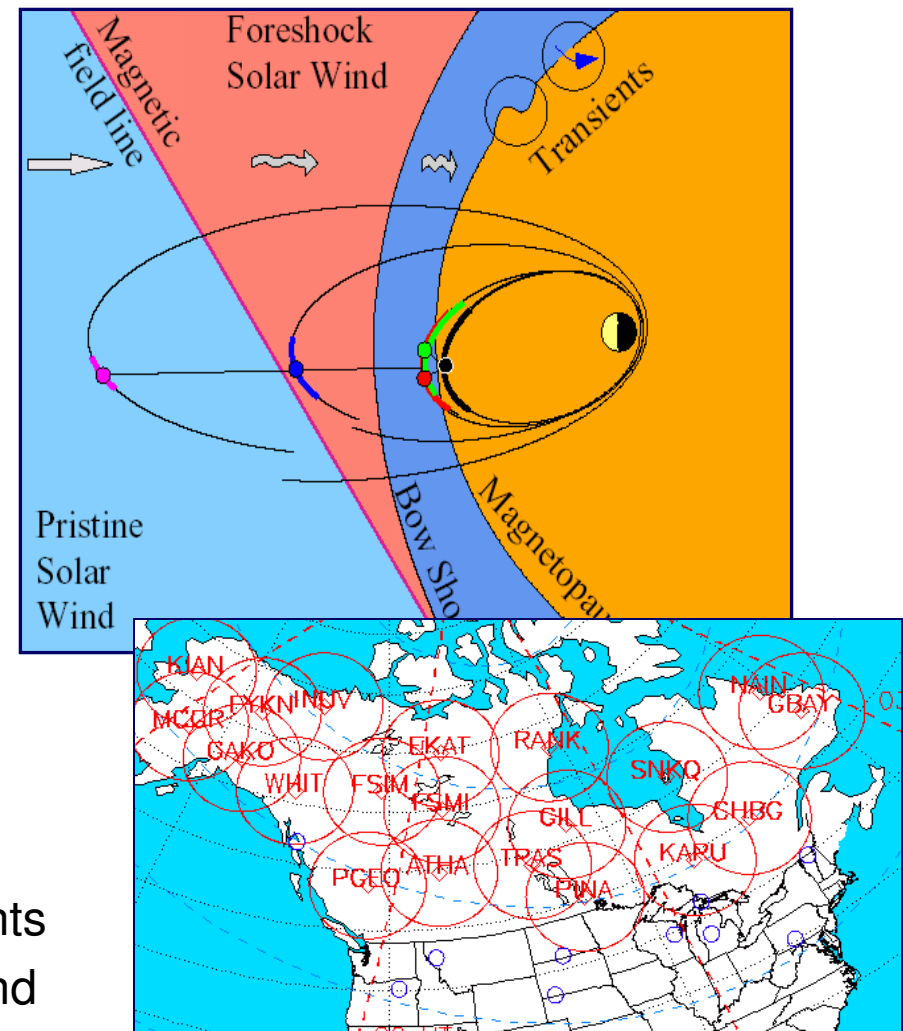 Magnetic
field line
Foreshock
Solar Wind
Transients
Pristine
Solar
Wind
Bow Sho
Magnetopau
KIAN
MCGR
FYKN
INUV
GAKO
WHIT
FSIM
EKAT
FSMI
RANK
SNKQ
NAIN
GBAY
GILL
CHBG
PGEO
ATHA
TPAS
PINA
KAPU
nts
nd